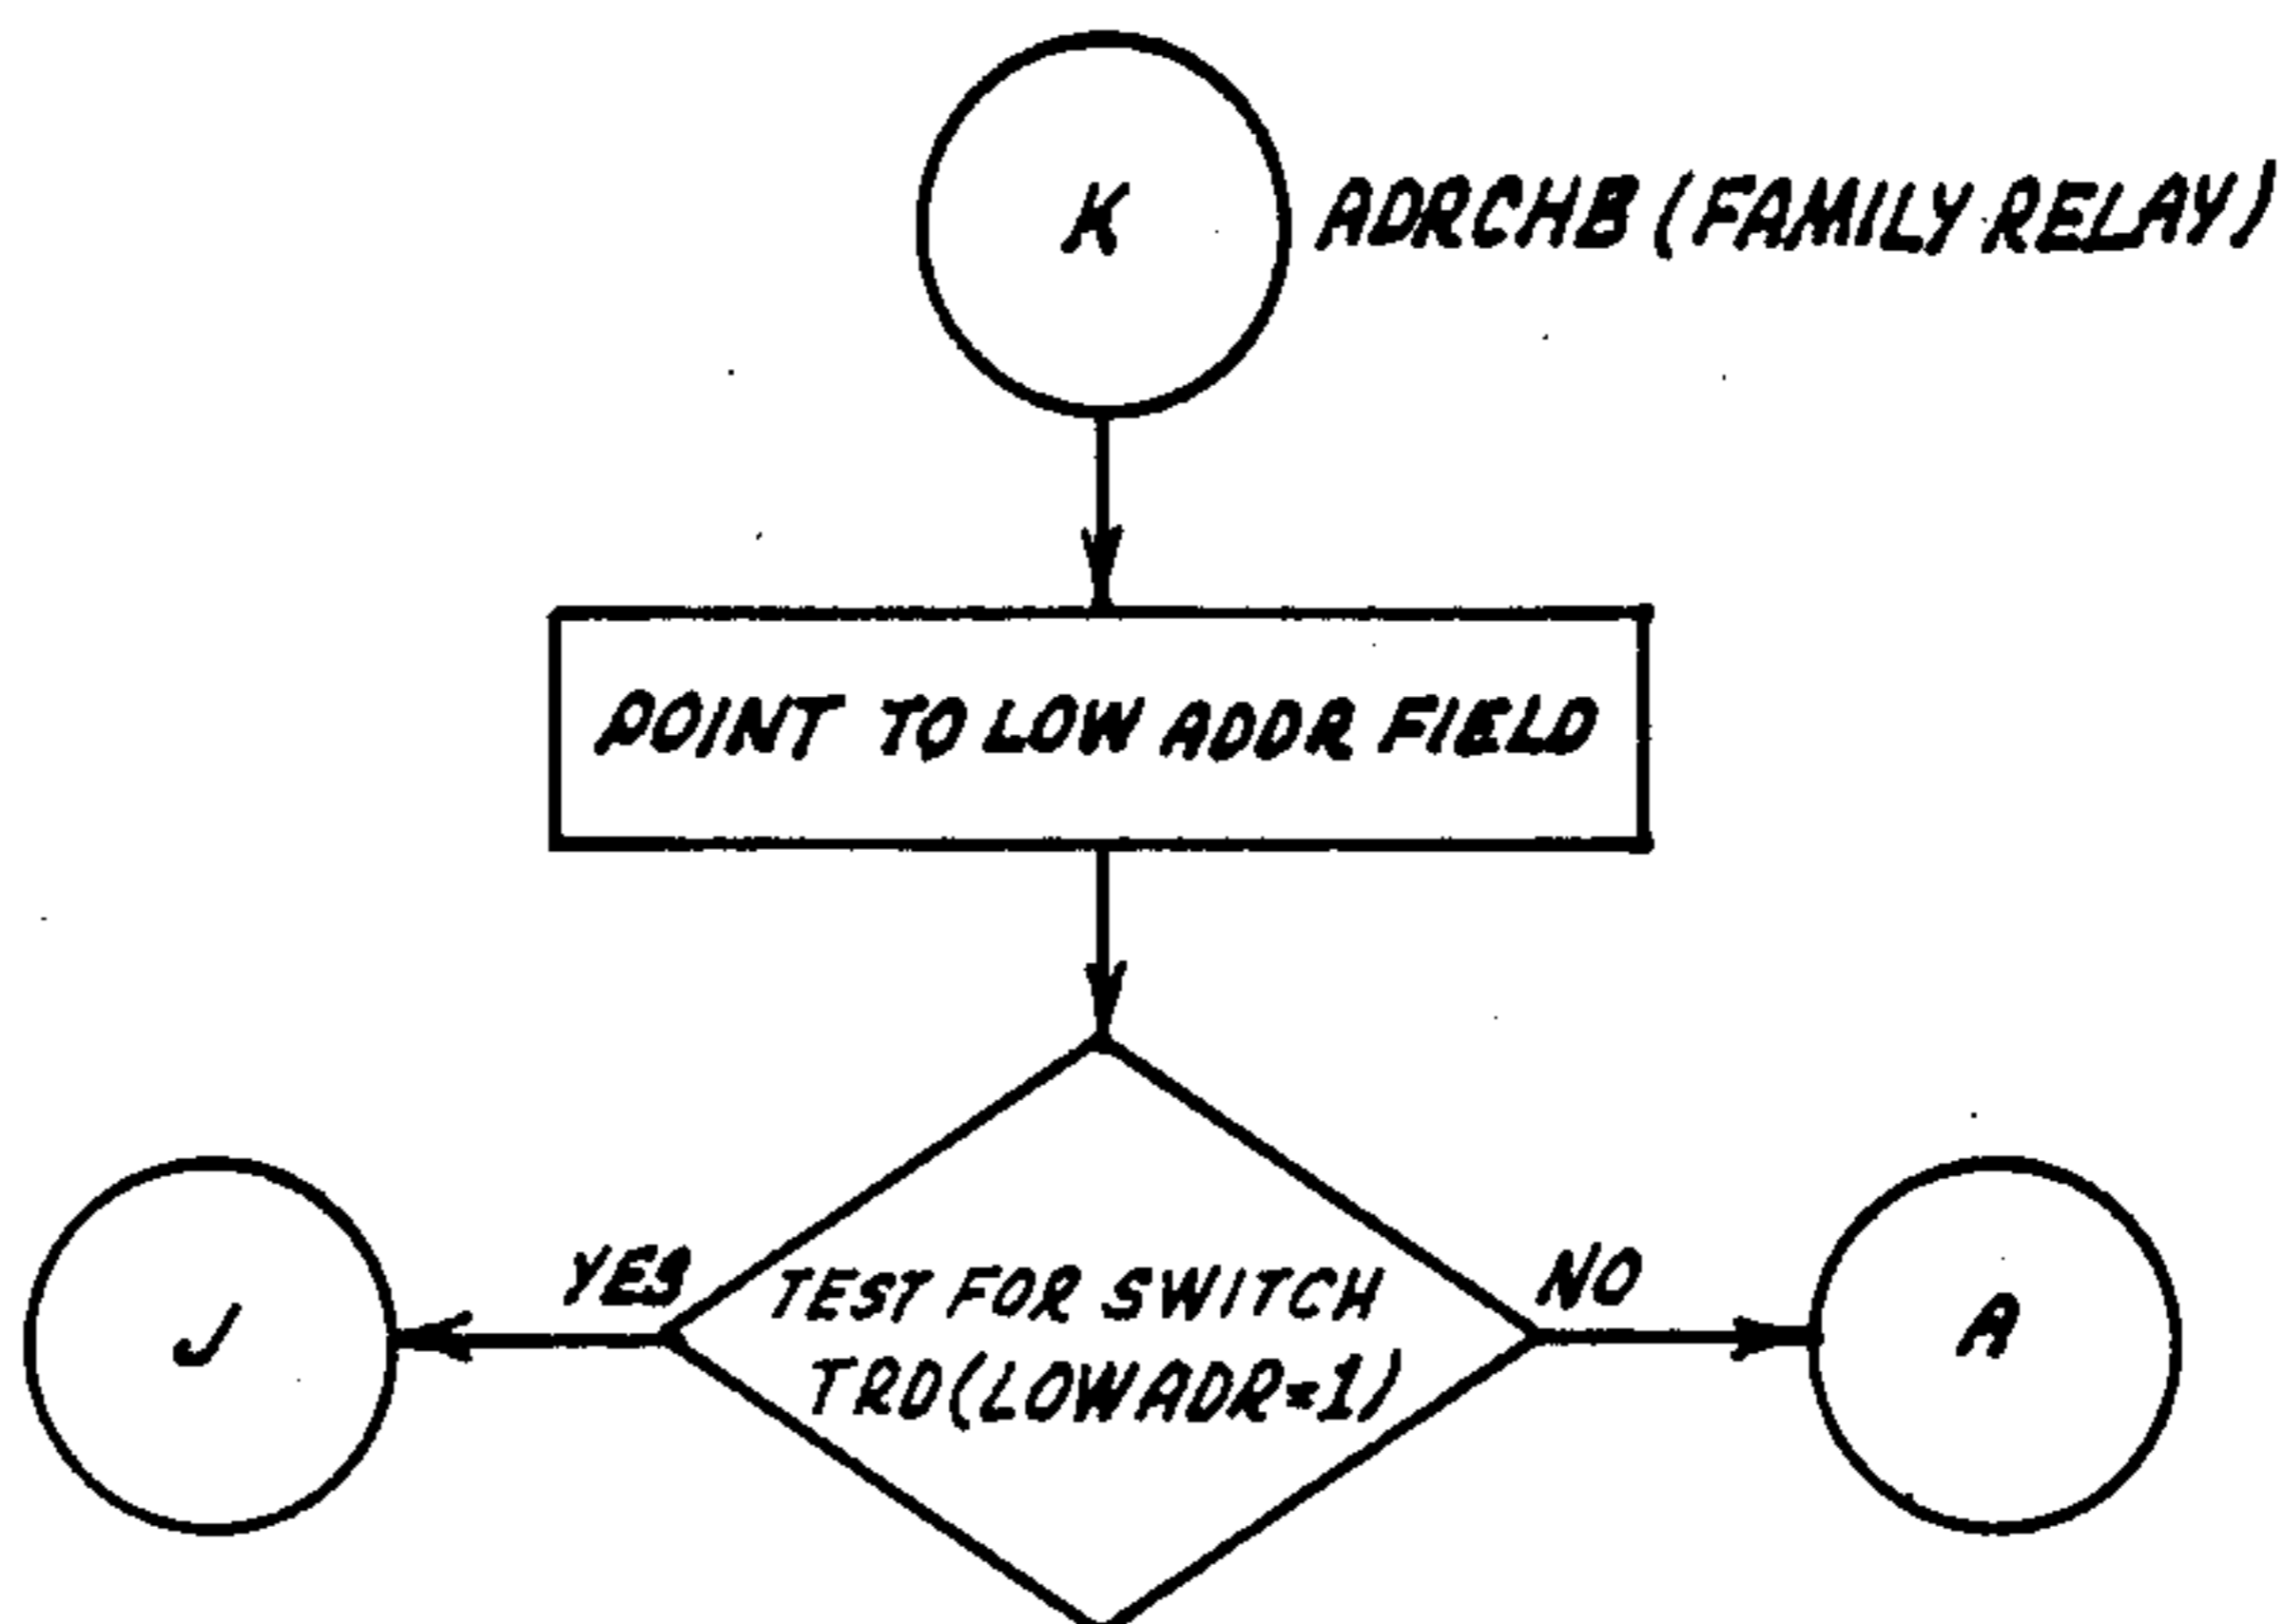 K
ADRCHB (FAMILY RELAY)
POINT TO LOW ADDR FIELD
YES
TEST FOR SWITCH
TRD(LOWADR=1)
NO
J
A